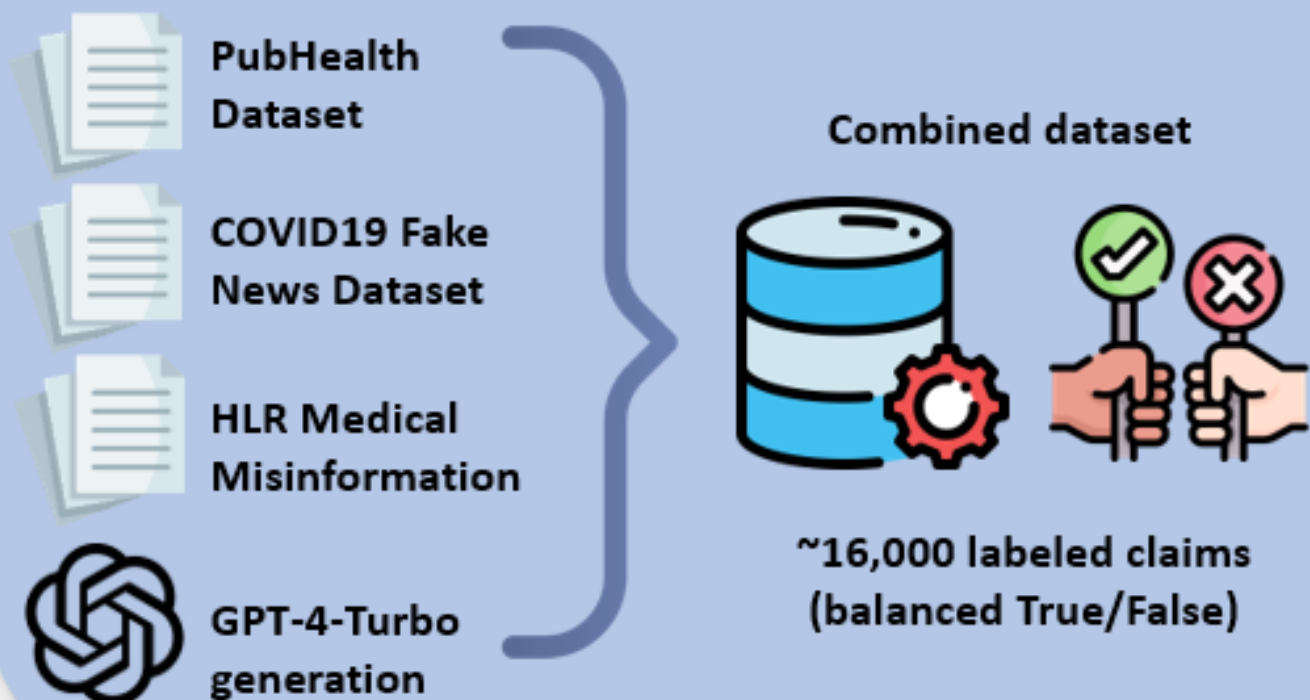 PubHealth
Dataset
COVID19 Fake
News Dataset
HLR Medical
Misinformation
GPT-4-Turbo
generation
Combined dataset
~16,000 labeled claims
(balanced True/False)